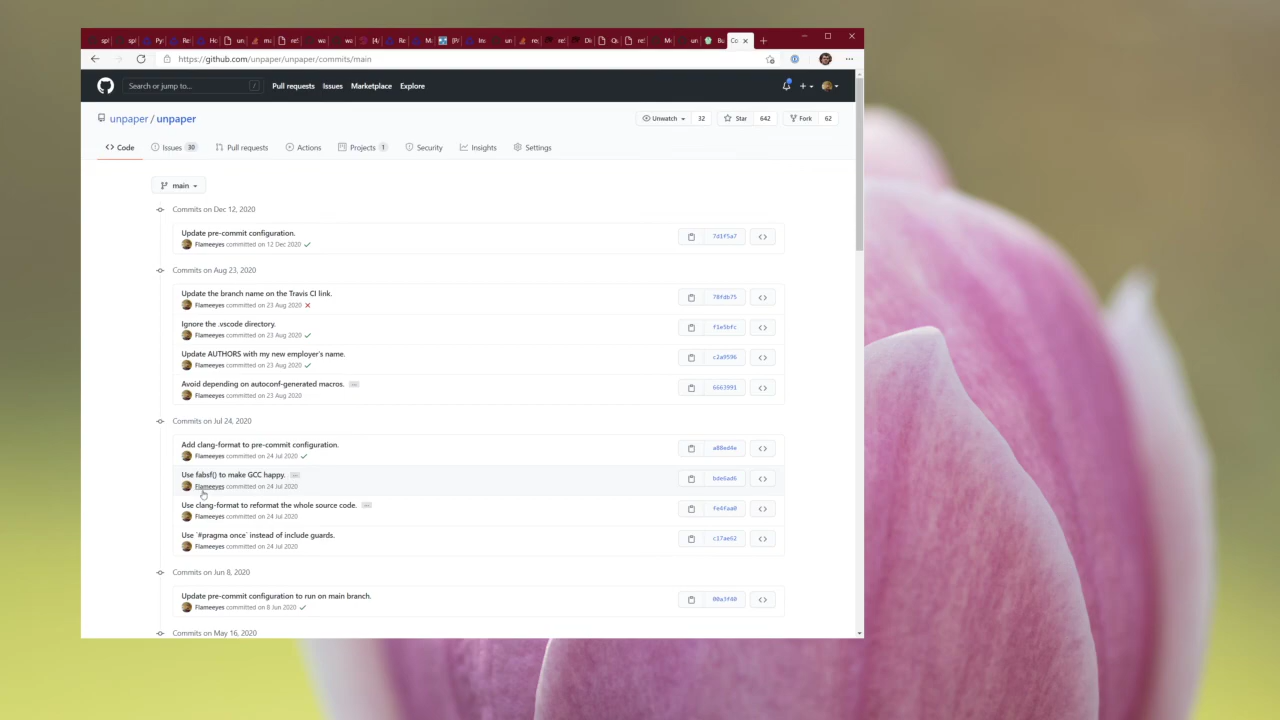 https://github.com/unpaper/unpaper/commits/main
Search or jump to... / Pull requests Issues Marketplace Explore
unpaper / unpaper Unwatch 32 Star 642 Fork 62
Code Issues 30 Pull requests Actions Projects 1 Security Insights Settings
main
Commits on Dec 12, 2020
Update pre-commit configuration.
Flameeyes committed on 12 Dec 2020
7d1f5a7
Commits on Aug 23, 2020
Update the branch name on the Travis CI link.
Flameeyes committed on 23 Aug 2020
78fdb75
Ignore the .vscode directory.
Flameeyes committed on 23 Aug 2020
f1e5bfc
Update AUTHORS with my new employer's name.
Flameeyes committed on 23 Aug 2020
c2a9596
Avoid depending on autoconf-generated macros. …
Flameeyes committed on 23 Aug 2020
6663991
Commits on Jul 24, 2020
Add clang-format to pre-commit configuration.
Flameeyes committed on 24 Jul 2020
a80ad4e
Use fabsf() to make GCC happy. …
Flameeyes committed on 24 Jul 2020
bde6ad6
Use clang-format to reformat the whole source code. …
Flameeyes committed on 24 Jul 2020
fe4faa0
Use `#pragma once` instead of include guards.
Flameeyes committed on 24 Jul 2020
c17ae62
Commits on Jun 8, 2020
Update pre-commit configuration to run on main branch.
Flameeyes committed on 8 Jun 2020
Commits on May 16, 2020